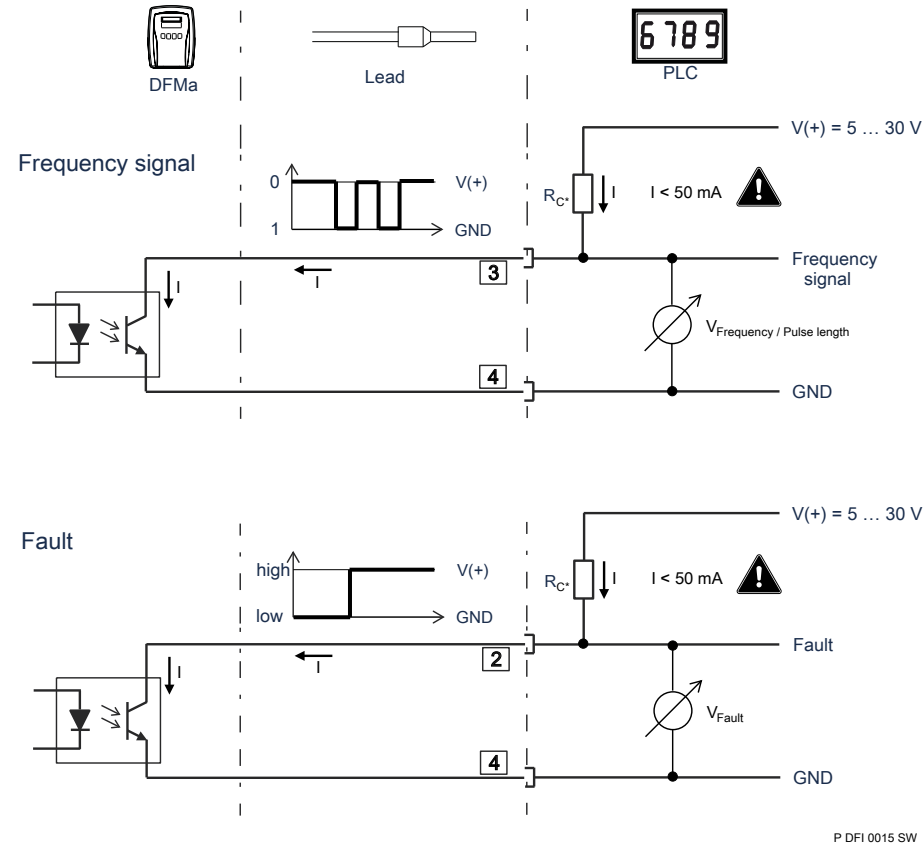 6789
DFMa
Lead
PLC
V(+) = 5 … 30 V
Frequency signal
0
V(+)
RC*
I
I < 50 mA
1
GND
I
I
3
Frequency
signal
VFrequency / Pulse length
4
GND
V(+) = 5 … 30 V
Fault
high
V(+)
RC*
I
I < 50 mA
low
GND
I
I
2
Fault
VFault
4
GND
P DFI 0015 SW